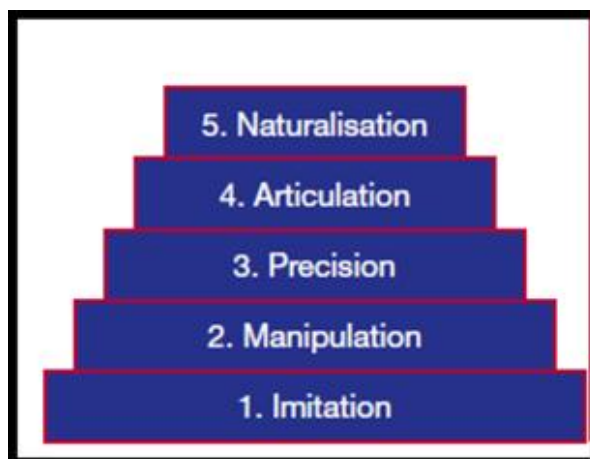 5. Naturalisation
4. Articulation
3. Precision
2. Manipulation
1. Imitation